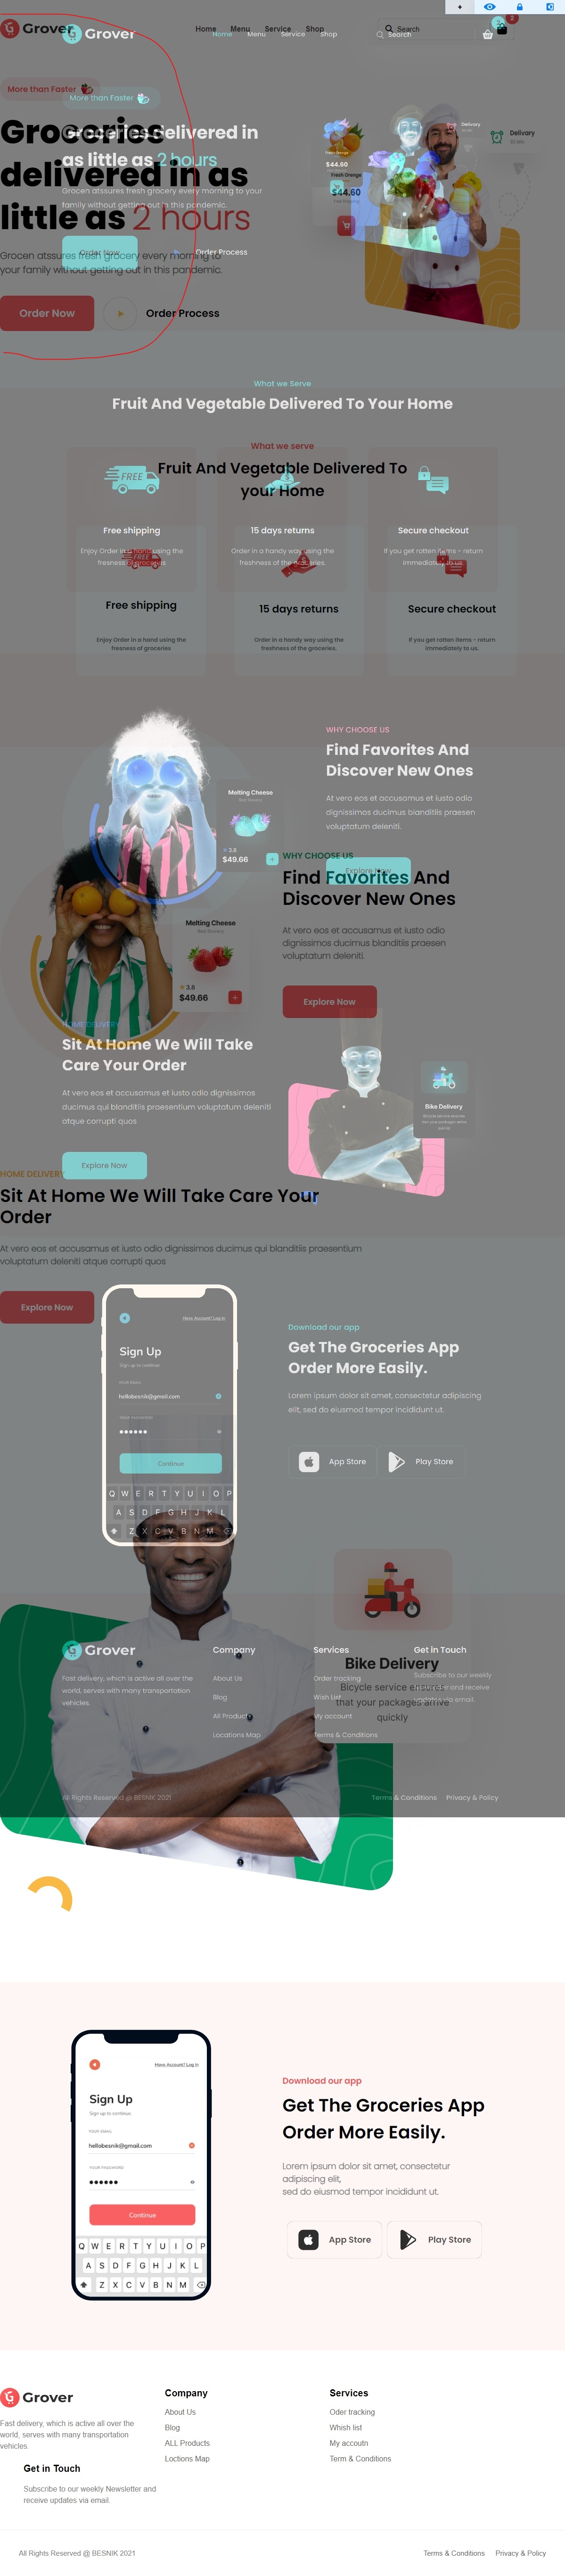 Grover
Home Menu Service Shop
Search
2
Grover
Home Menu Service Shop
Search
More than Faster
More than Faster
Groceries
delivered in as
little as 2 hours
Groceries delivered in
as little as 2 hours
Grocen assures fresh grocery every morning to
your family without getting out in this pandemic.
Grocen atssures fresh grocery every morning to your
family without getting out in this pandemic.
Order Now
Order Process
Order Now
Order Process
Delivery
30 Min
Delivery
Fresh Orenge
$44.60
Fresh Orenge
$44.60
What we Serve
Fruit And Vegetable Delivered To Your Home
What we serve
Fruit And Vegetable Delivered To
your Home
FREE
Free shipping
15 days returns
Secure checkout
Enjoy Order in a hand using the
fresness of groceries
Order in a handy way using the
freshness of the groceries.
If you get rotten items - return
immediately to us.
FREE
Free shipping
15 days returns
Secure checkout
Enjoy Order in a hand using the
fresness of groceries
Order in a handy way using the
freshness of the groceries.
If you get rotten items - return
immediately to us.
WHY CHOOSE US
Find Favorites And
Discover New Ones
At vero eos et accusamus et iusto odio
dignissimos ducimus blanditiis praesen
voluptatum deleniti.
Explore Now
Melting Cheese
3.8
$49.66
WHY CHOOSE US
Find Favorites And
Discover New Ones
At vero eos et accusamus et iusto odio
dignissimos ducimus blanditiis praesen
voluptatum deleniti.
Explore Now
Melting Cheese
3.8
$49.66
HOME DELIVERY
Sit At Home We Will Take
Care Your Order
At vero eos et accusamus et iusto odio dignissimos
ducimus qui blanditiis praesentium voluptatum deleniti
atque corrupti quos
Explore Now
Bike Delivery
HOME DELIVERY
Sit At Home We Will Take Care Your
Order
At vero eos et accusamus et iusto odio dignissimos ducimus qui blanditiis praesentium
voluptatum deleniti atque corrupti quos
Explore Now
Have Account? Log in
Sign Up
Sign up to continue
YOUR EMAIL
hellobesnik@gmail.com
YOUR PASSWORD
Continue
Q W E R T Y U I O P
A S D F G H J K L
Z X C V B N M
Download our app
Get The Groceries App
Order More Easily.
Lorem ipsum dolor sit amet, consectetur adipiscing
elit, sed do eiusmod tempor incididunt ut.
App Store
Play Store
Bike Delivery
Bicycle service ensures
that your packages arrive
quickly
Grover
Fast delivery, which is active all over the
world, serves with many transportation
vehicles.
Company
About Us
Blog
All Product
Locations Map
Services
Order tracking
Wish List
My account
Terms & Conditions
Get in Touch
Subscribe to our weekly
Newsletter and receive
updates via email
All Rights Reserved @ BESNIK 2021
Terms & Conditions Privacy & Policy
Have Account? Log in
Sign Up
Sign up to continue
YOUR EMAIL
hellobesnik@gmail.com
YOUR PASSWORD
Continue
Q W E R T Y U I O P
A S D F G H J K L
Z X C V B N M
Download our app
Get The Groceries App
Order More Easily.
Lorem ipsum dolor sit amet, consectetur
adipiscing elit,
sed do eiusmod tempor incididunt ut.
App Store
Play Store
Grover
Fast delivery, which is active all over the
world, serves with many transportation
vehicles.
Company
About Us
Blog
ALL Products
Loctions Map
Services
Oder tracking
Whish list
My accoutn
Term & Conditions
Get in Touch
Subscribe to our weekly Newsletter and
receive updates via email.
All Rights Reserved @ BESNIK 2021
Terms & Conditions Privacy & Policy